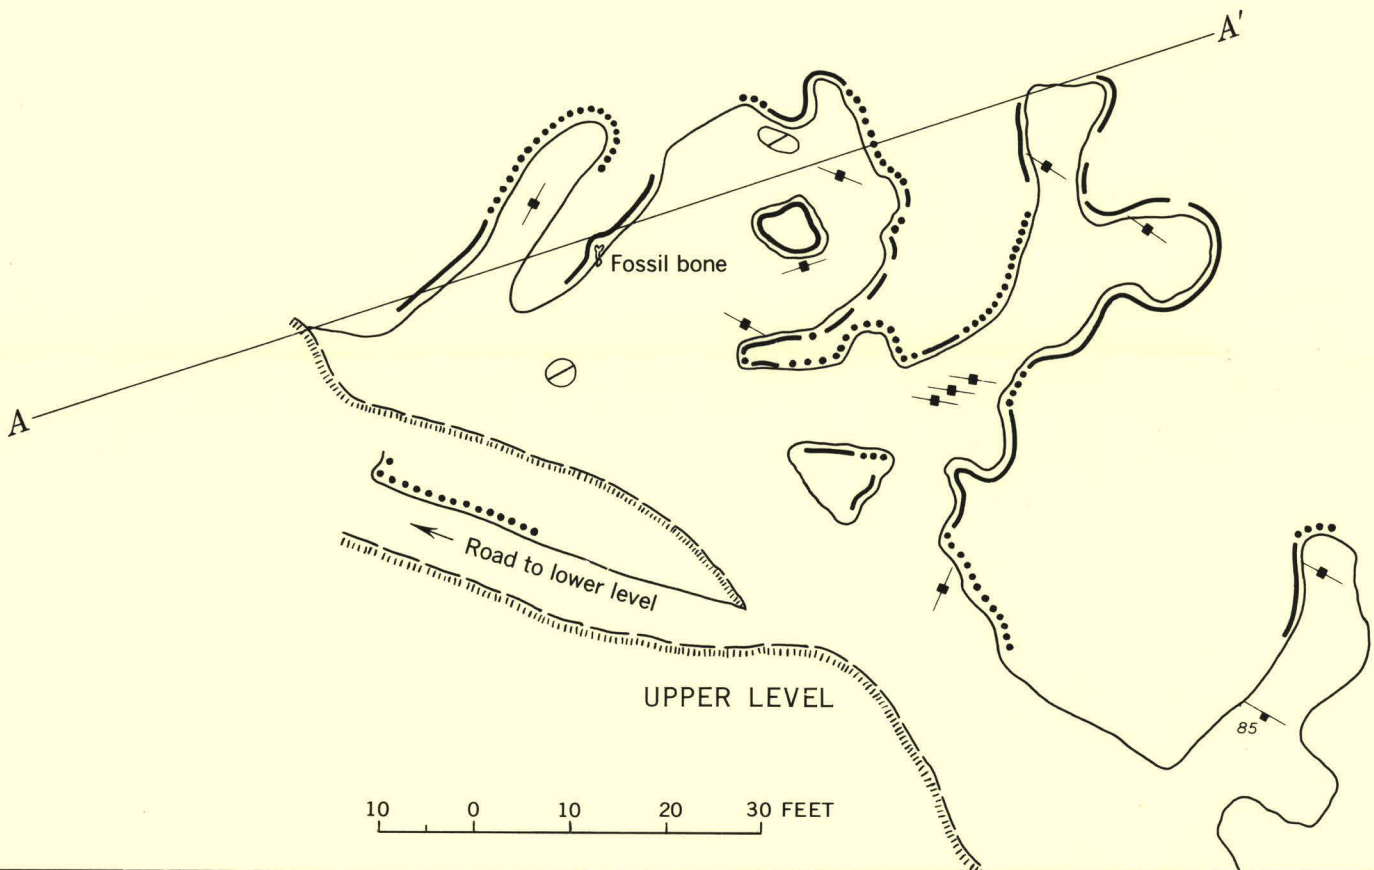 A'
Fossil bone
A
Road to lower level
UPPER LEVEL
85
10 0 10 20 30 FEET